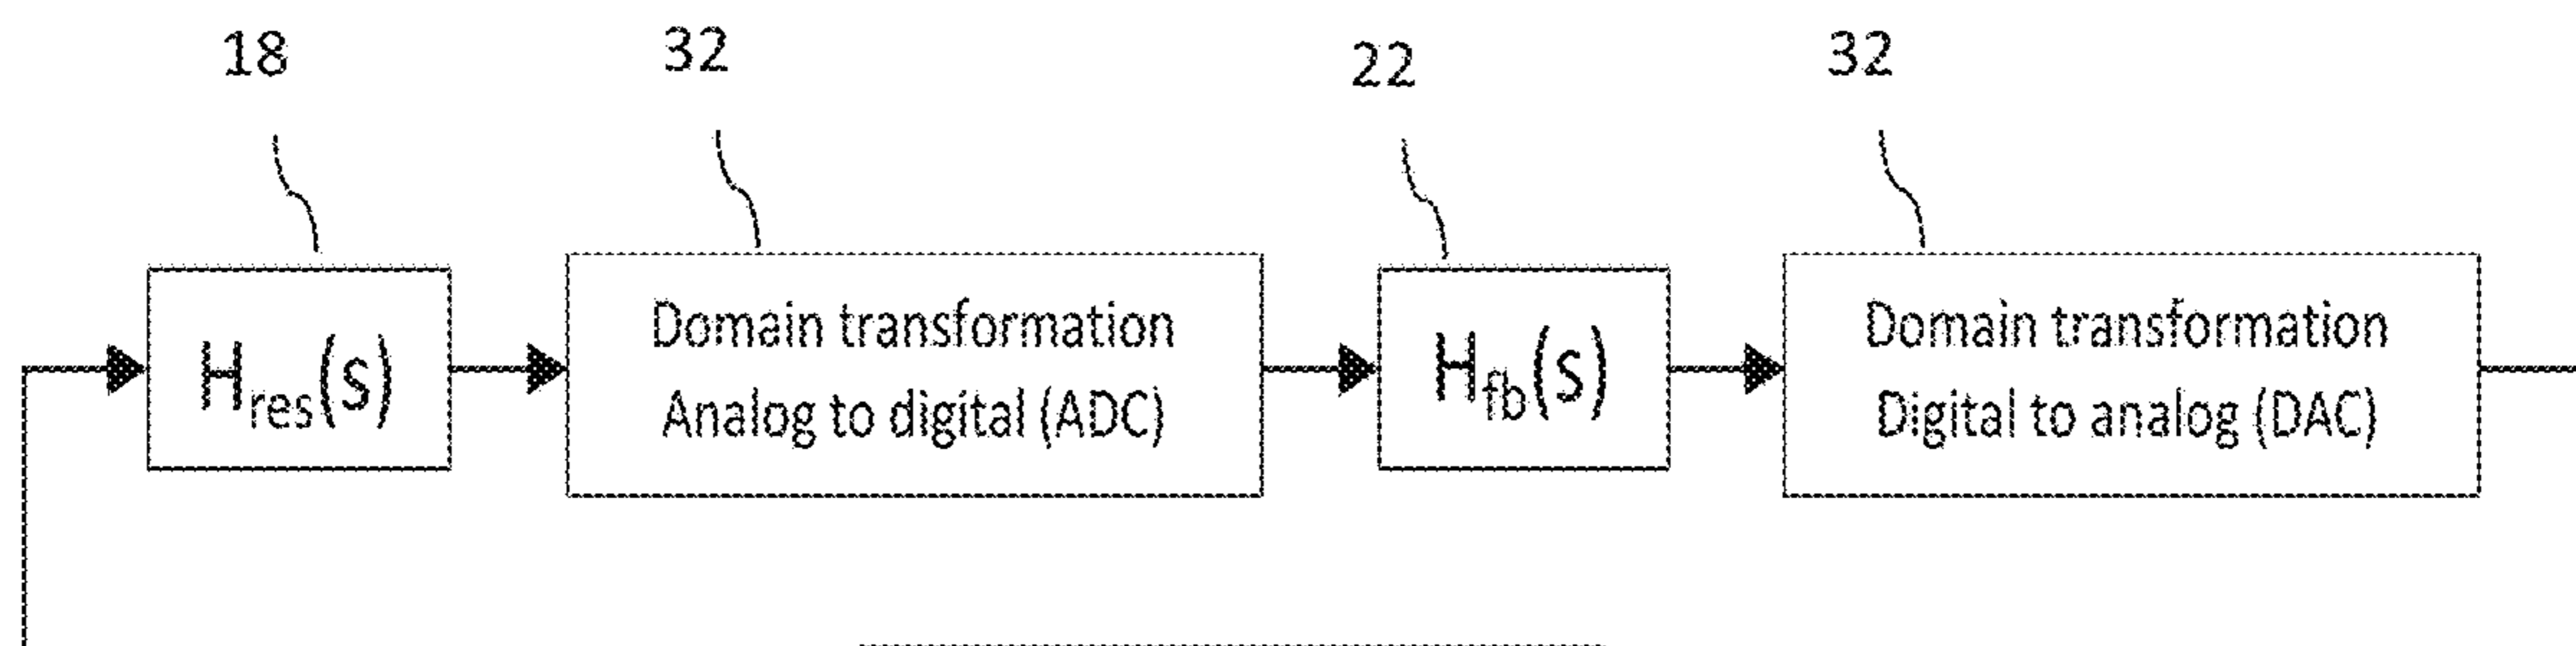 18
32
22
32
Hres(s)
Domain transformation
Analog to digital (ADC)
Hfb(s)
Domain transformation
Digital to analog (DAC)